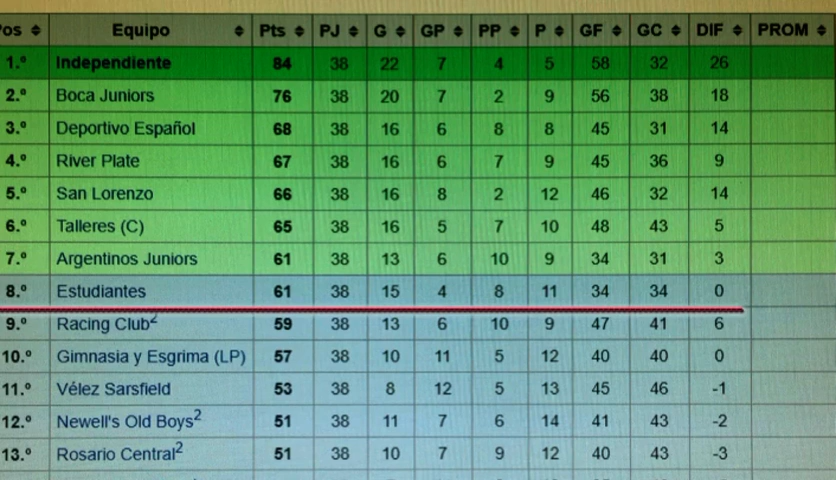 Pos Equipo Pts PJ G GP PP P GF GC DIF PROM
1.º Independiente 84 38 22 7 4 5 58 32 26
2.º Boca Juniors 76 38 20 7 2 9 56 38 18
3.º Deportivo Español 68 38 16 6 8 8 45 31 14
4.º River Plate 67 38 16 6 7 9 45 36 9
5.º San Lorenzo 66 38 16 8 2 12 46 32 14
6.º Talleres (C) 65 38 16 5 7 10 48 43 5
7.º Argentinos Juniors 61 38 13 6 10 9 34 31 3
8.º Estudiantes 61 38 15 4 8 11 34 34 0
9.º Racing Club2 59 38 13 6 10 9 47 41 6
10.º Gimnasia y Esgrima (LP) 57 38 10 11 5 12 40 40 0
11.º Vélez Sarsfield 53 38 8 12 5 13 45 46 -1
12.º Newell's Old Boys2 51 38 11 7 6 14 41 43 -2
13.º Rosario Central2 51 38 10 7 9 12 40 43 -3